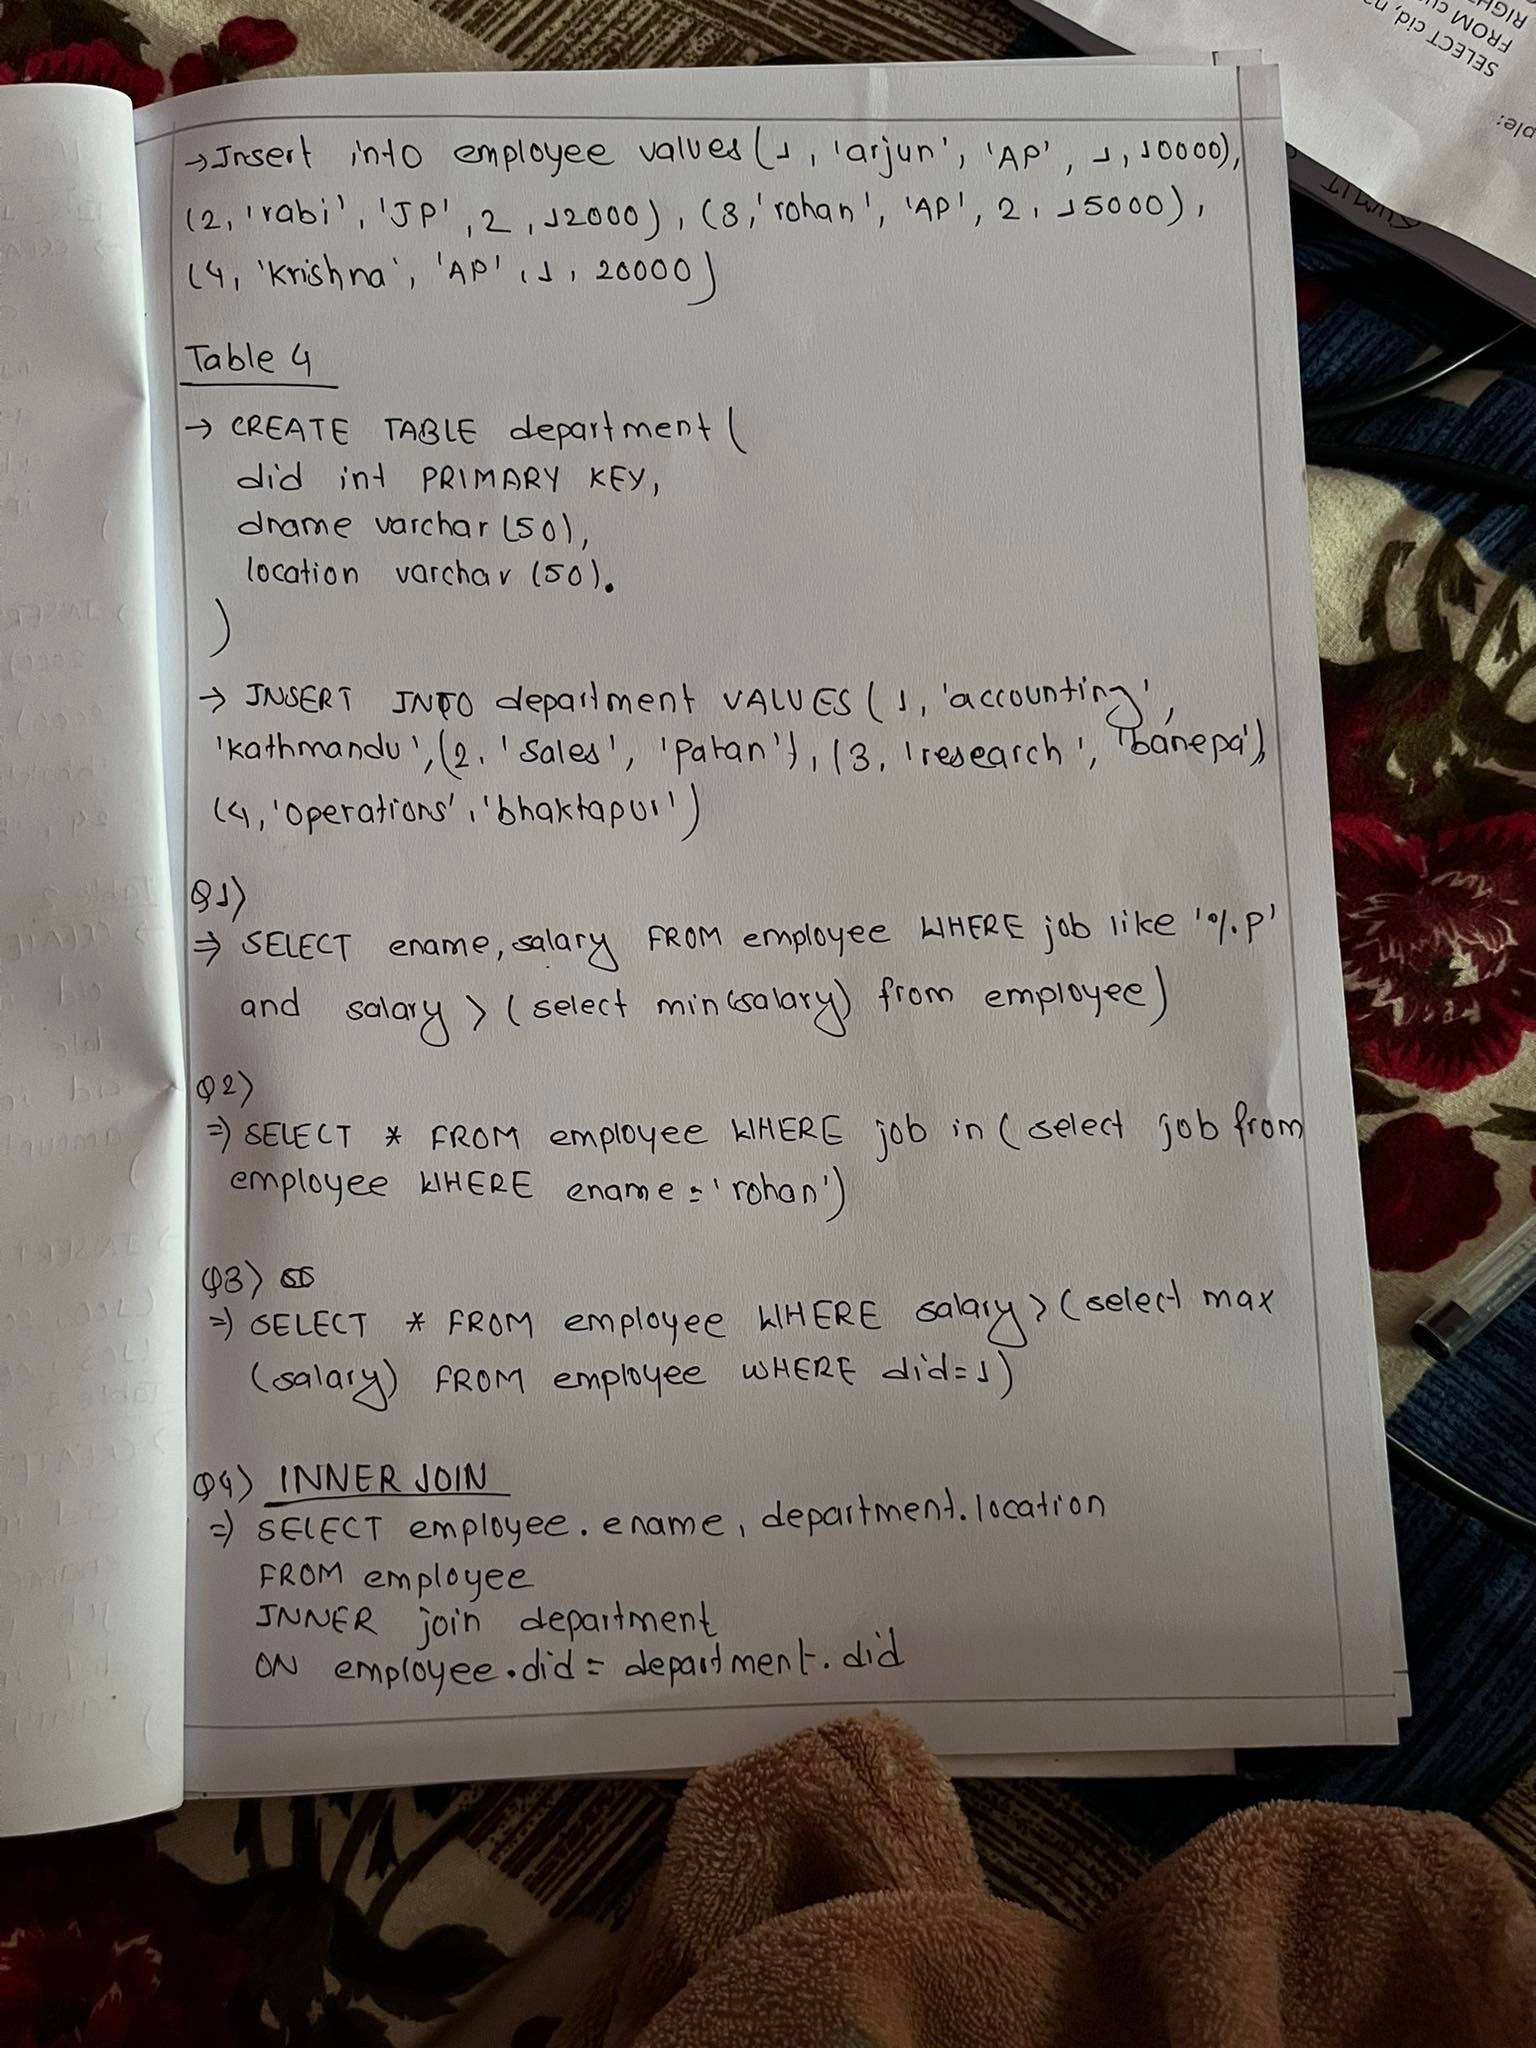 → Insert into employee values (1, 'arjun', 'AP', 1, 10000),
(2, 'rabi', 'JP', 2, 12000), (3, 'rohan', 'AP', 2, 15000),
(4, 'Krishna', 'AP', 1, 20000)
Table 4
→ CREATE TABLE department (
did int PRIMARY KEY,
dname varchar (50),
location varchar (50).
)
→ INSERT INTO department VALUES (1, 'accounting',
'Kathmandu', (2, 'Sales', 'Patan'), (3, 'research', 'banepa'),
(4, 'operations', 'bhaktapur')
Q1)
⇒ SELECT ename, salary FROM employee WHERE job like '%p'
and salary > (select min(salary) from employee)
Q2)
⇒ SELECT * FROM employee WHERE job in (select job from
employee WHERE ename = 'rohan')
Q3)
⇒ SELECT * FROM employee WHERE salary > (select max
(salary) FROM employee WHERE did=1)
Q4) INNER JOIN
⇒ SELECT employee.ename, department.location
FROM employee
INNER join department
ON employee.did = department.did
SELECT cid,
FROM
RIGH